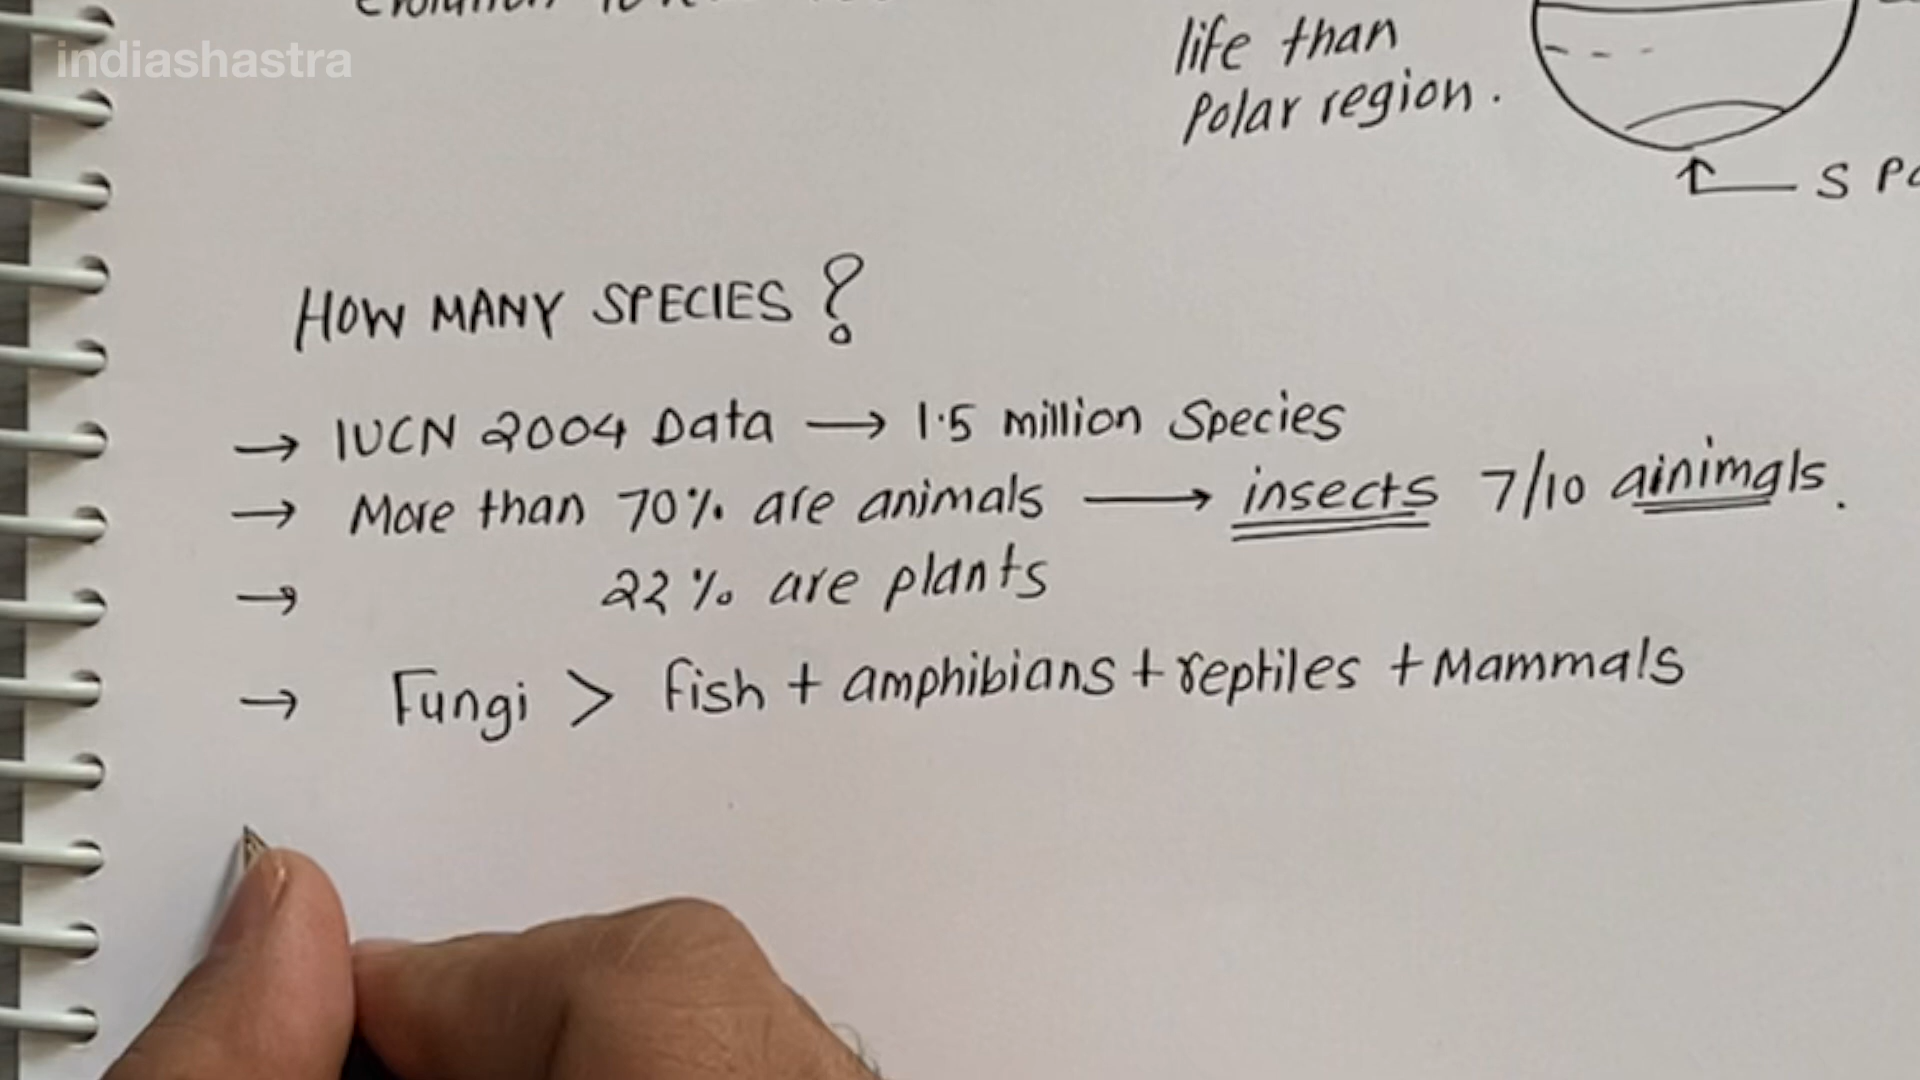 indiashastra
life than
Polar region.
S
HOW MANY SPECIES?
→ IUCN 2004 Data → 1.5 million Species
→ More than 70% are animals → insects 7/10 ainimals.
→ 22% are plants
→ Fungi > fish + amphibians + reptiles + Mammals